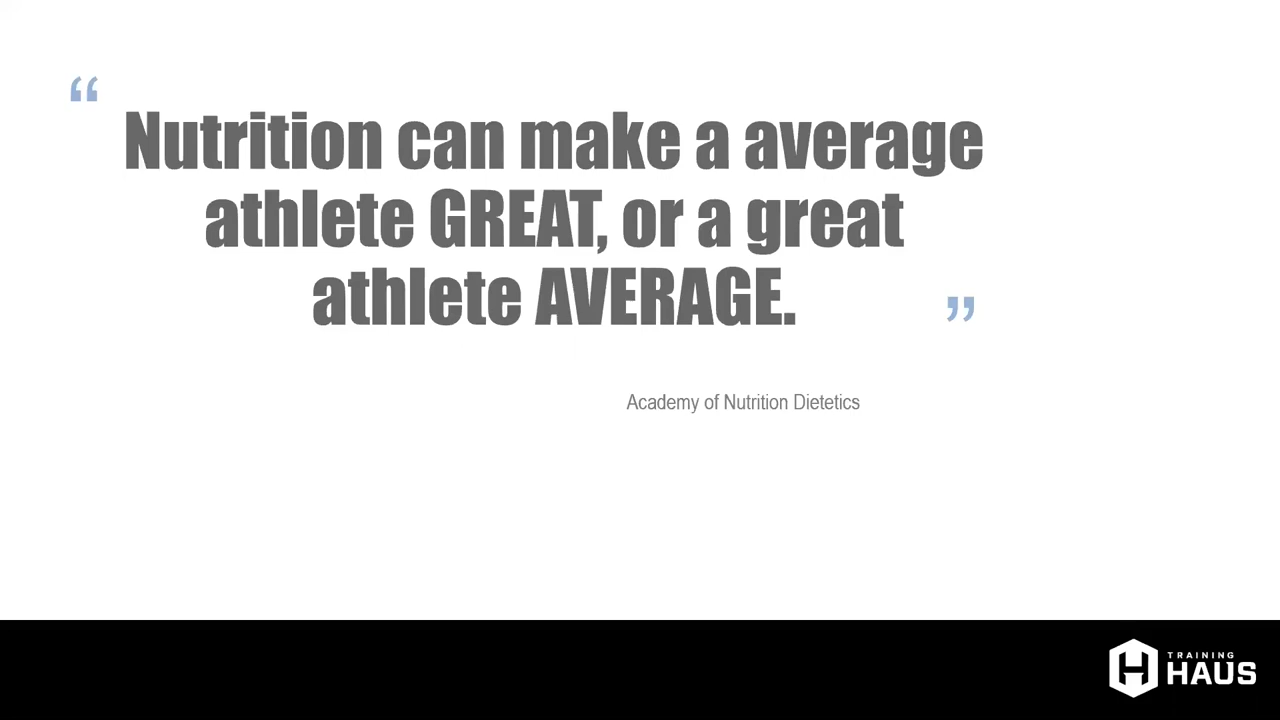 “
Nutrition can make a average
athlete GREAT, or a great
athlete AVERAGE.
”
Academy of Nutrition Dietetics
TRAINING
HAUS